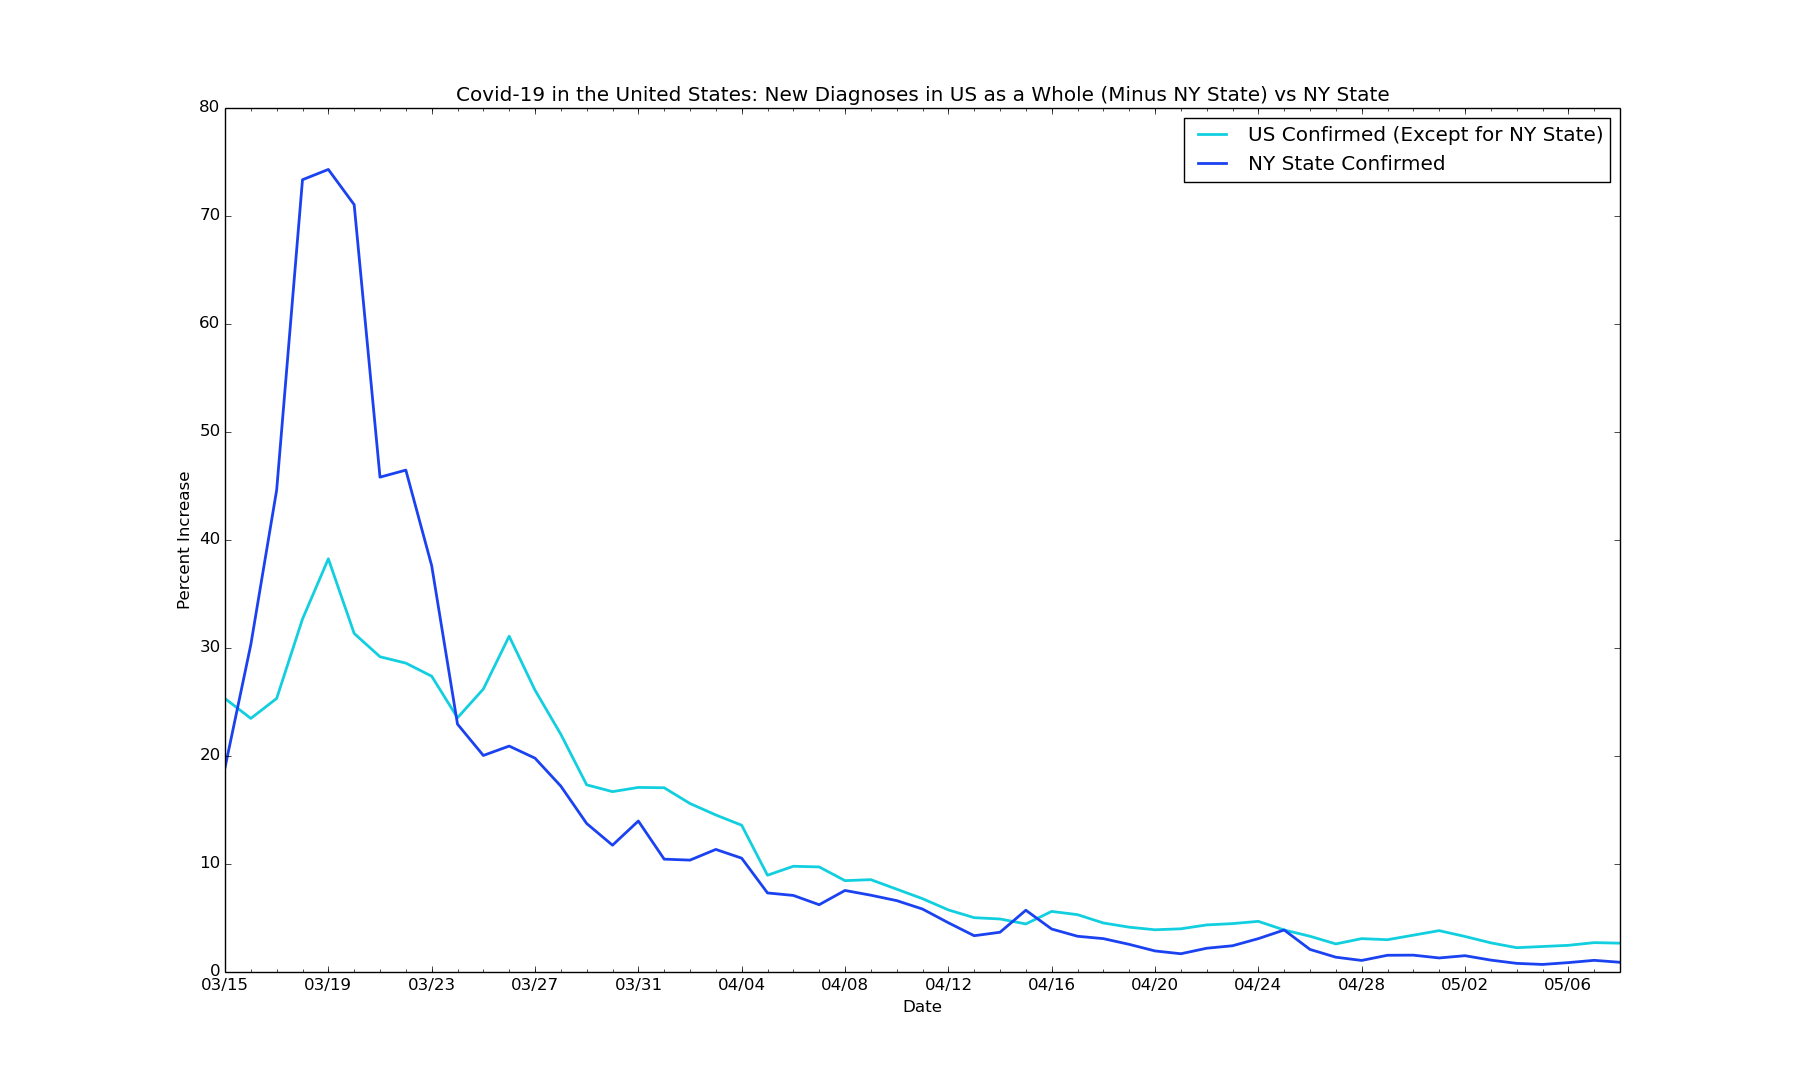 Covid-19 in the United States: New Diagnoses in US as a Whole (Minus NY State) vs NY State
US Confirmed (Except for NY State)
NY State Confirmed
Percent Increase
80
70
60
50
40
30
20
10
0
03/15 03/19 03/23 03/27 03/31 04/04 04/08 04/12 04/16 04/20 04/24 04/28 05/02 05/06
Date